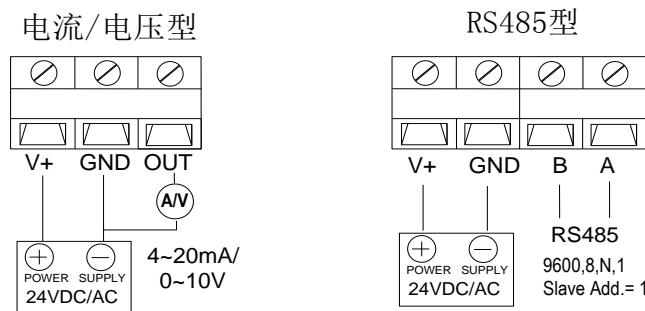 电流/电压型
V+ GND OUT
A/V
+ −
POWER SUPPLY
24VDC/AC
4~20mA/
0~10V
RS485型
V+ GND B A
+ −
POWER SUPPLY
24VDC/AC
RS485
9600,8,N,1
Slave Add.= 1